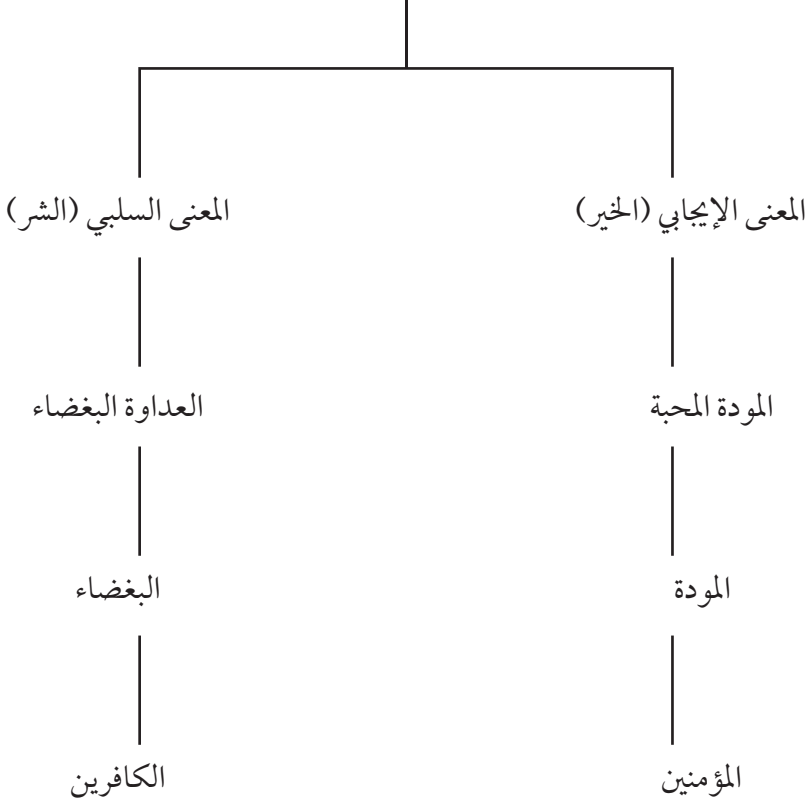 المعنى الإيجابي (الخير)
المعنى السلبي (الشر)
المودة المحبة
العداوة البغضاء
المودة
البغضاء
المؤمنين
الكافرين